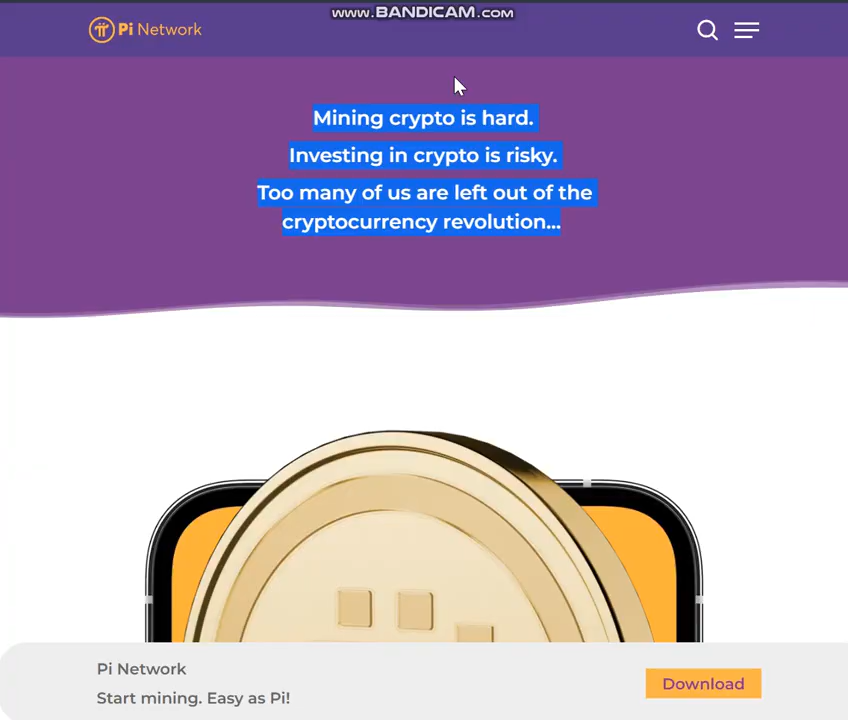 www.BANDICAM.com
Pi Network
Mining crypto is hard.
Investing in crypto is risky.
Too many of us are left out of the
cryptocurrency revolution...
Pi Network
Start mining. Easy as Pi!
Download